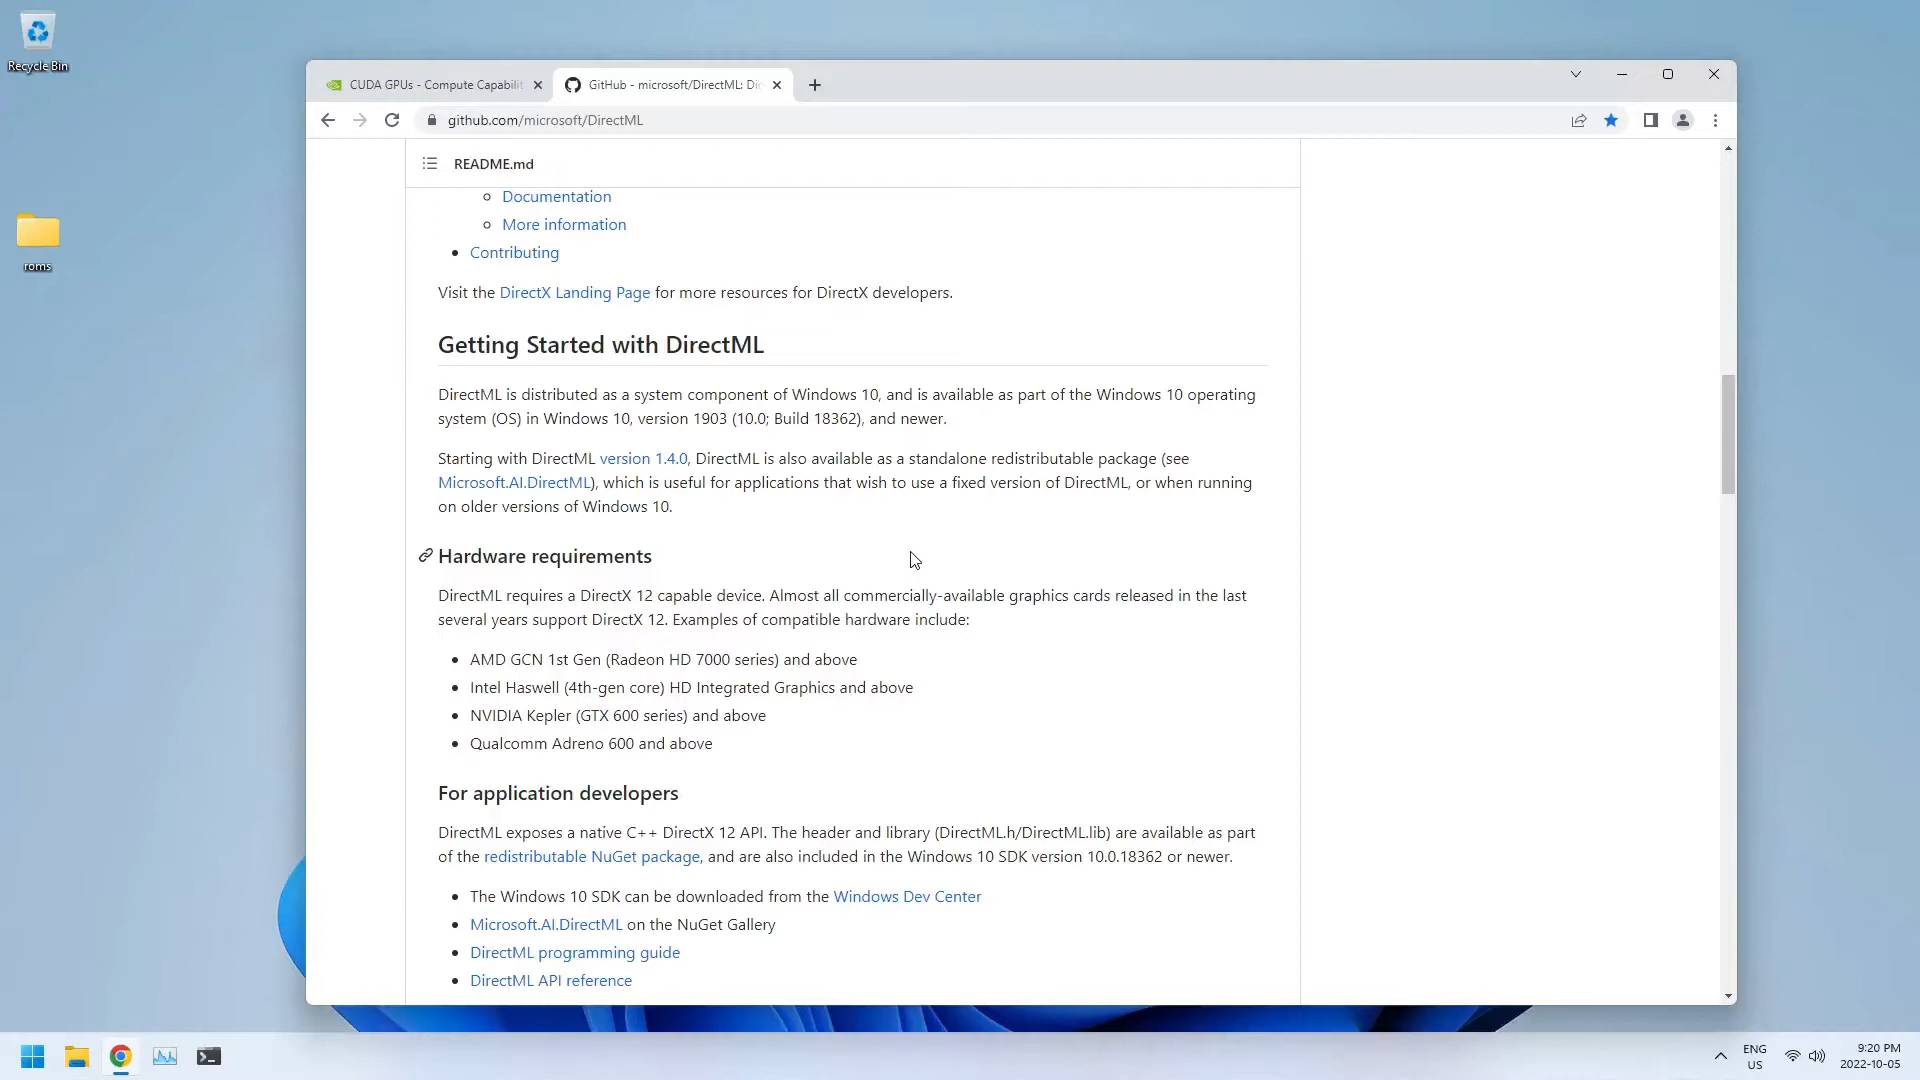 Recycle Bin
roms
CUDA GPUs - Compute Capabilit
GitHub - microsoft/DirectML: Di
github.com/microsoft/DirectML
README.md
Documentation
More information
Contributing
Visit the DirectX Landing Page for more resources for DirectX developers.
Getting Started with DirectML
DirectML is distributed as a system component of Windows 10, and is available as part of the Windows 10 operating
system (OS) in Windows 10, version 1903 (10.0; Build 18362), and newer.
Starting with DirectML version 1.4.0, DirectML is also available as a standalone redistributable package (see
Microsoft.AI.DirectML), which is useful for applications that wish to use a fixed version of DirectML, or when running
on older versions of Windows 10.
Hardware requirements
DirectML requires a DirectX 12 capable device. Almost all commercially-available graphics cards released in the last
several years support DirectX 12. Examples of compatible hardware include:
AMD GCN 1st Gen (Radeon HD 7000 series) and above
Intel Haswell (4th-gen core) HD Integrated Graphics and above
NVIDIA Kepler (GTX 600 series) and above
Qualcomm Adreno 600 and above
For application developers
DirectML exposes a native C++ DirectX 12 API. The header and library (DirectML.h/DirectML.lib) are available as part
of the redistributable NuGet package, and are also included in the Windows 10 SDK version 10.0.18362 or newer.
The Windows 10 SDK can be downloaded from the Windows Dev Center
Microsoft.AI.DirectML on the NuGet Gallery
DirectML programming guide
DirectML API reference
ENG
US
9:20 PM
2022-10-05